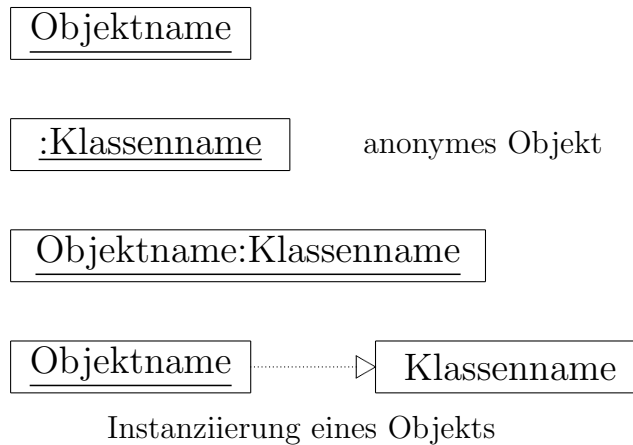 Objektname
:Klassenname anonymes Objekt
Objektname:Klassenname
Objektname Klassenname
Instanziierung eines Objekts